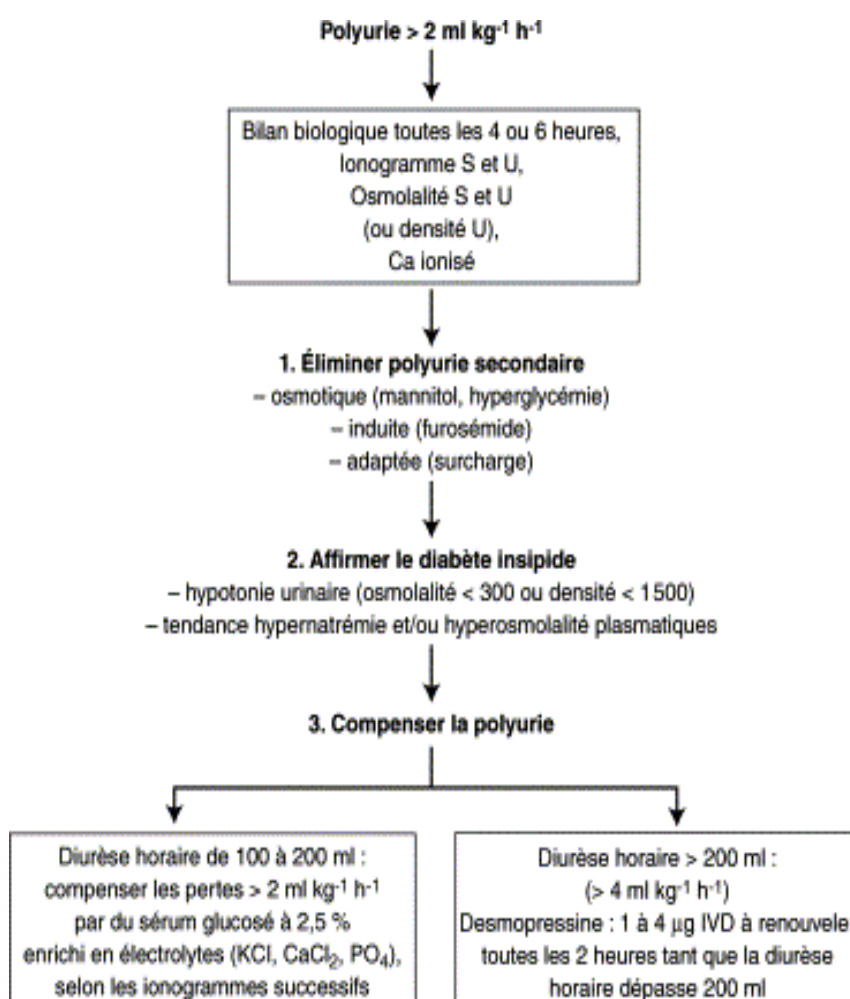 Polyurie > 2 ml kg⁻¹ h⁻¹
Bilan biologique toutes les 4 ou 6 heures,
Ionogramme S et U,
Osmolalité S et U
(ou densité U),
Ca ionisé
1. Éliminer polyurie secondaire
– osmotique (mannitol, hyperglycémie)
– induite (furosémide)
– adaptée (surcharge)
2. Affirmer le diabète insipide
– hypotonie urinaire (osmolalité < 300 ou densité < 1 500)
– tendance hypernatrémie et/ou hyperosmolalité plasmatiques
3. Compenser la polyurie
Diurèse horaire de 100 à 200 ml :
compenser les pertes > 2 ml kg⁻¹ h⁻¹
par du sérum glucosé à 2,5 %
enrichi en électrolytes (KCl, CaCl₂, PO₄),
selon les ionogrammes successifs
Diurèse horaire > 200 ml :
(> 4 ml kg⁻¹ h⁻¹)
Desmopressine : 1 à 4 µg IVD à renouvele
toutes les 2 heures tant que la diurèse
horaire dépasse 200 ml